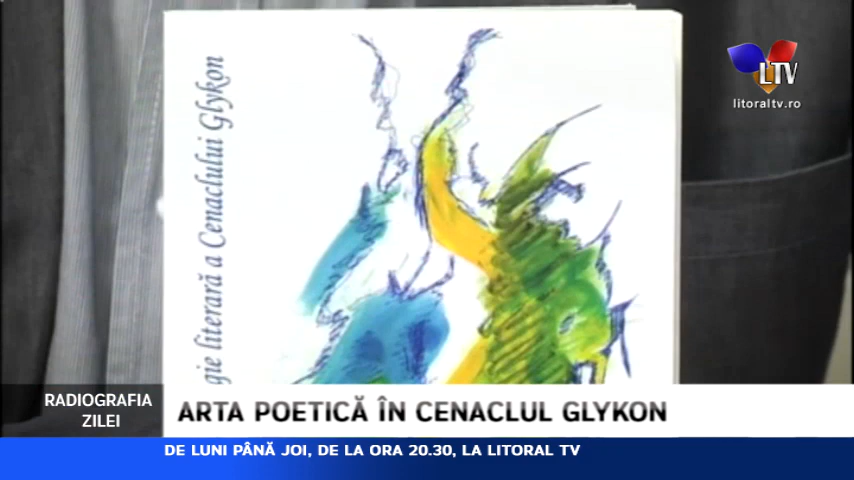 gie literară a Cenaclului Glykon
LTV
litoraltv.ro
RADIOGRAFIA
ZILEI
ARTA POETICĂ ÎN CENACLUL GLYKON
DE LUNI PÂNĂ JOI, DE LA ORA 20.30, LA LITORAL TV